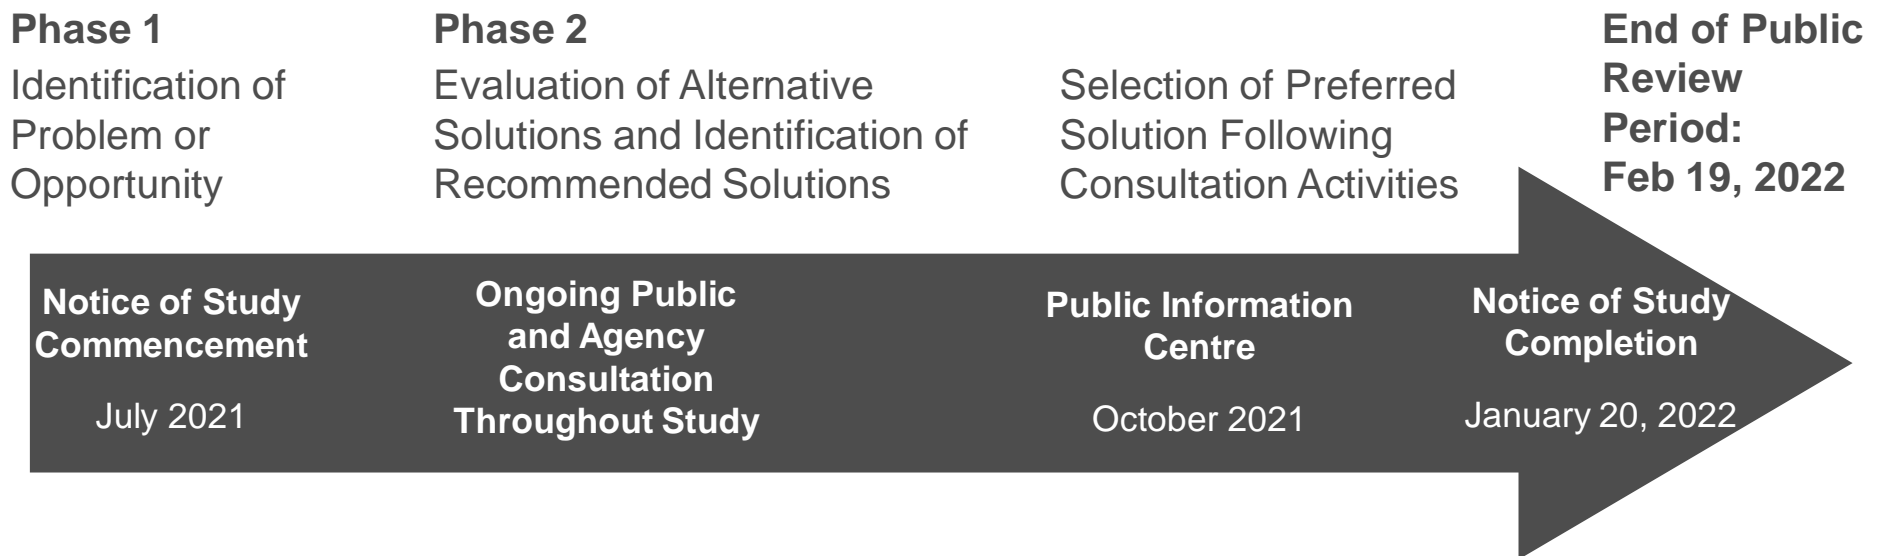 Phase 1
Identification of
Problem or
Opportunity
Phase 2
Evaluation of Alternative
Solutions and Identification of
Recommended Solutions
Selection of Preferred
Solution Following
Consultation Activities
End of Public
Review
Period:
Feb 19, 2022
Notice of Study
Commencement
July 2021
Ongoing Public
and Agency
Consultation
Throughout Study
Public Information
Centre
October 2021
Notice of Study
Completion
January 20, 2022